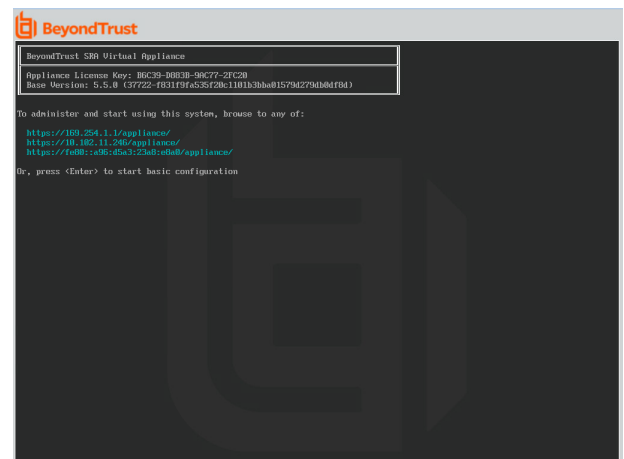 BeyondTrust
BeyondTrust SRA Virtual Appliance
Appliance License Key: B6C39-D083B-9AC77-2FC20
Base Version: 5.5.0 (37722-f831f9fa535f28c1181b3bba01579d279db0df8d)
To administer and start using this system, browse to any of:
https://169.254.1.1/appliance/
https://10.102.11.246/appliance/
https://fe80::a96:d5a3:23a8:e8a0/appliance/
Or, press <Enter> to start basic configuration